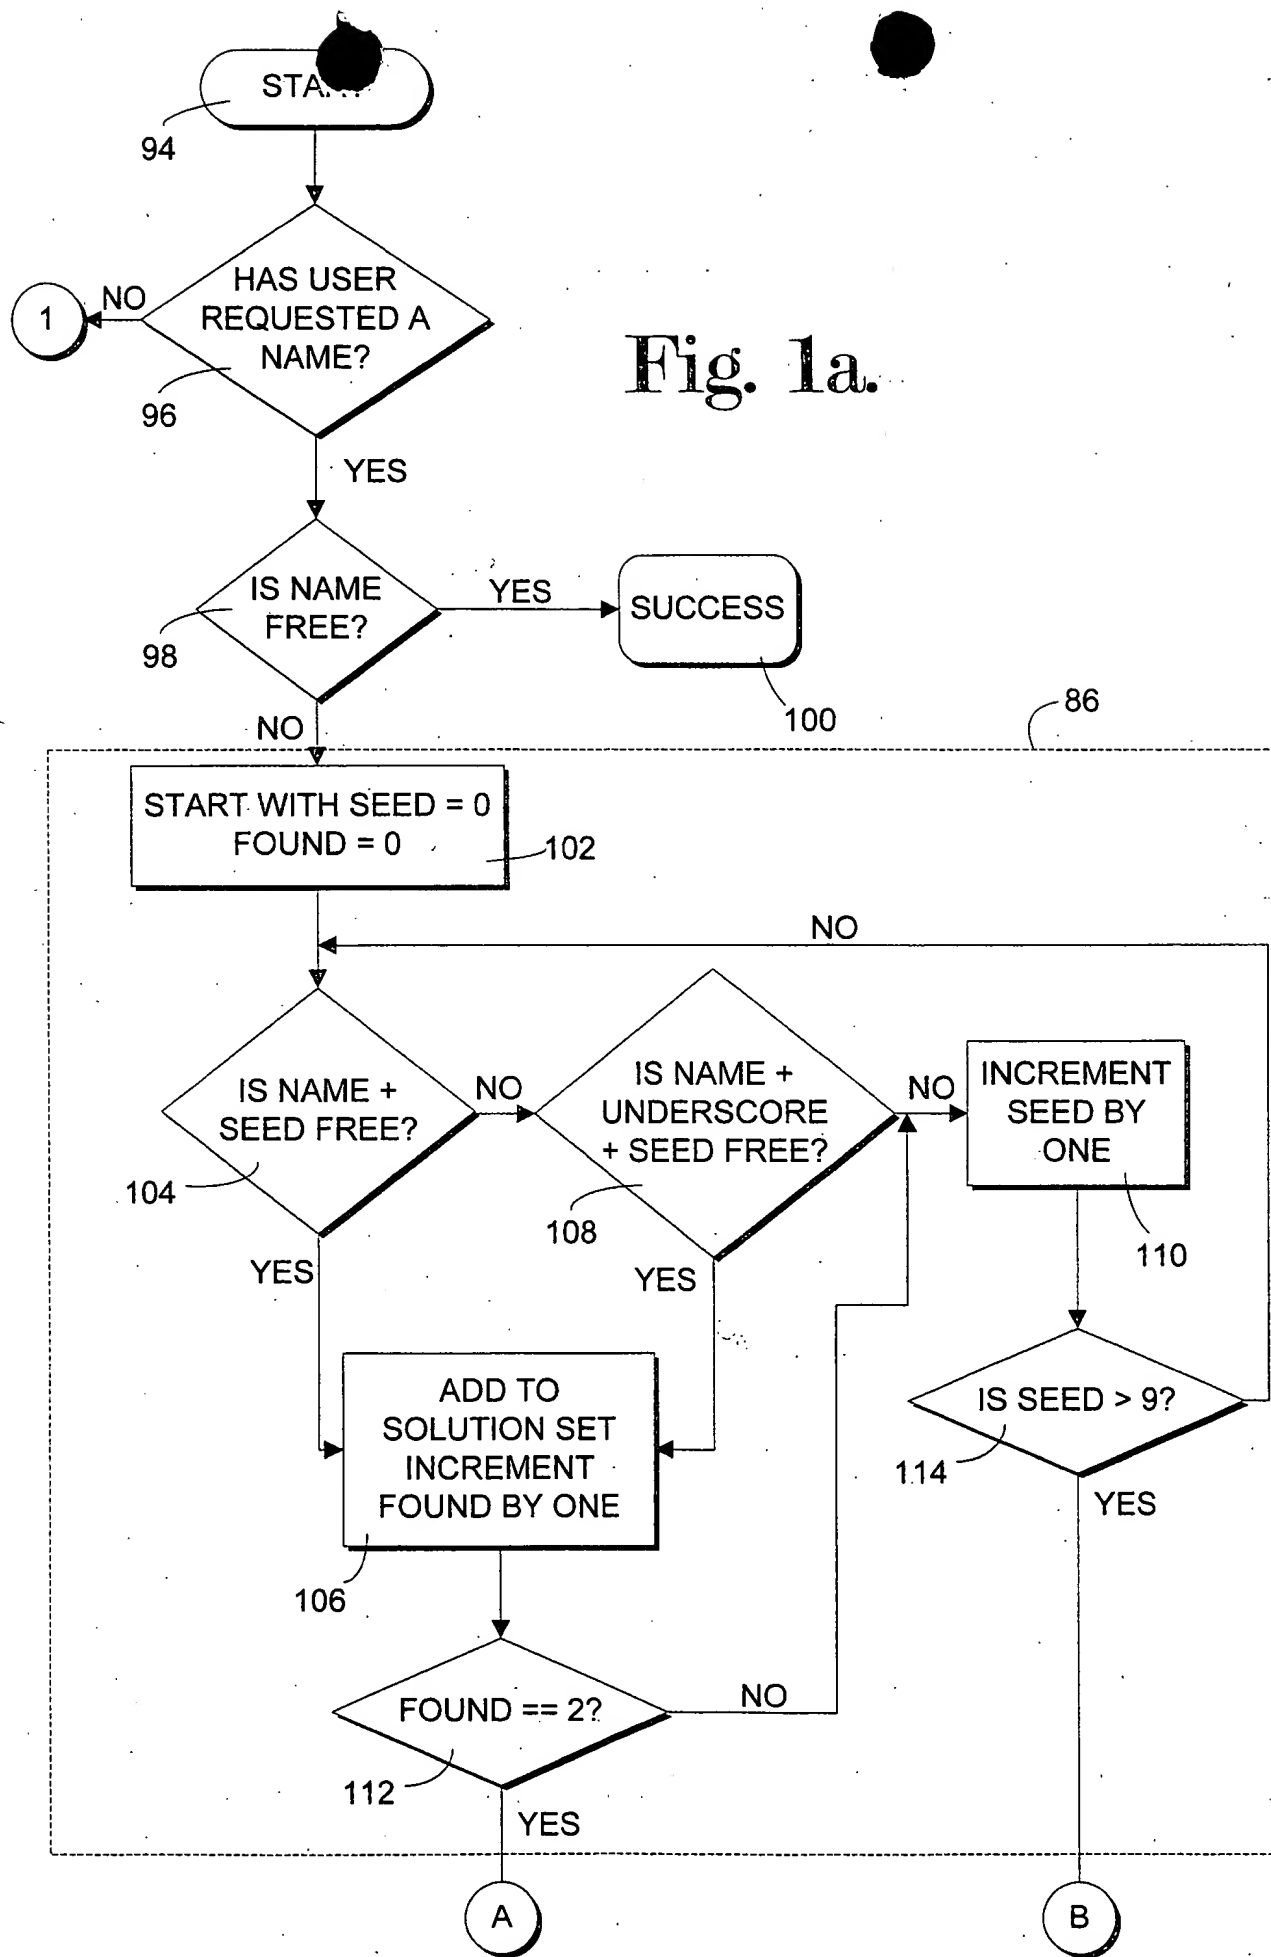 94
HAS USER
REQUESTED A
NAME?
NO
1
96
Fig. 1a.
YES
IS NAME
FREE?
YES
SUCCESS
98
100
NO
86
START WITH SEED = 0
FOUND = 0
102
NO
IS NAME +
SEED FREE?
104
NO
IS NAME +
UNDERSCORE
+ SEED FREE?
108
NO
INCREMENT
SEED BY
ONE
110
YES
YES
ADD TO
SOLUTION SET
INCREMENT
FOUND BY ONE
106
IS SEED > 9?
114
YES
FOUND == 2?
NO
112
YES
A
B